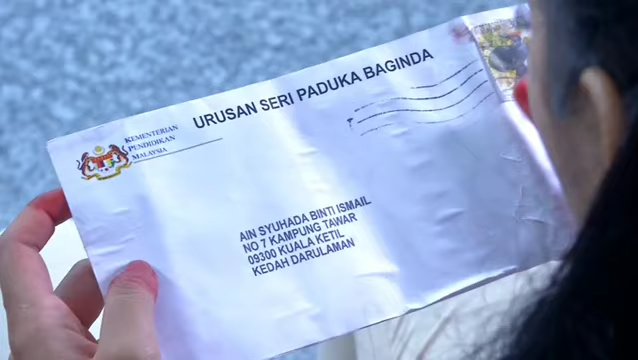 URUSAN SERI PADUKA BAGINDA
KEMENTERIAN
PENDIDIKAN
MALAYSIA
AIN SYUHADA BINTI ISMAIL
NO 7 KAMPUNG TAWAR
09300 KUALA KETIL
KEDAH DARULAMAN